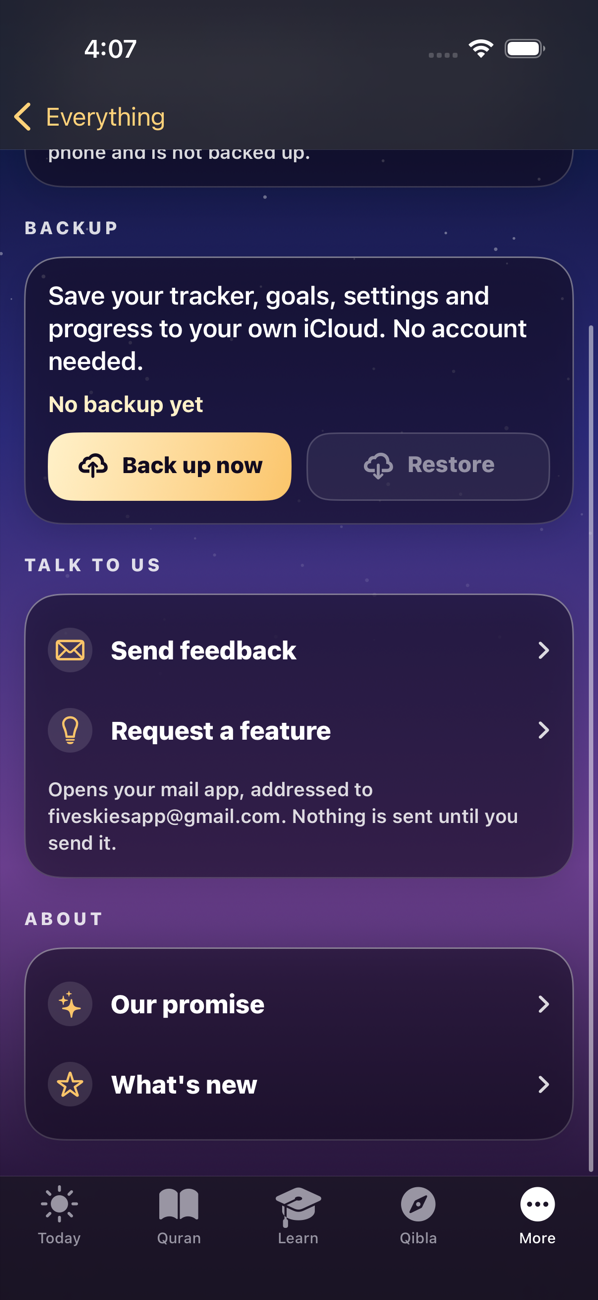 4:07
Everything
phone and is not backed up.
BACKUP
Save your tracker, goals, settings and
progress to your own iCloud. No account
needed.
No backup yet
Back up now
Restore
TALK TO US
Send feedback
Request a feature
Opens your mail app, addressed to
fiveskiesapp@gmail.com. Nothing is sent until you
send it.
ABOUT
Our promise
What's new
Today
Quran
Learn
Qibla
More